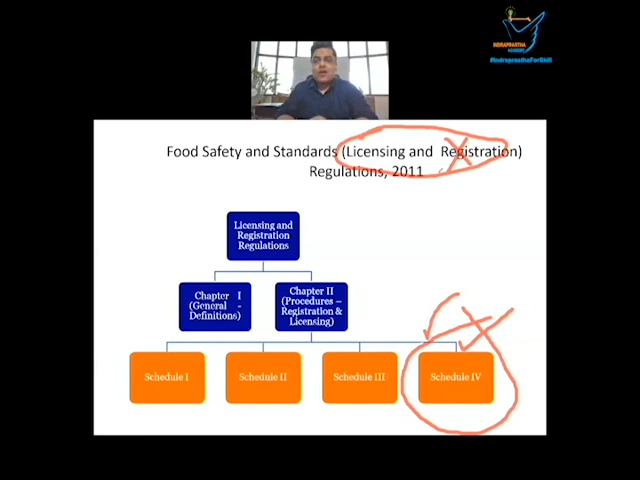 INDRAPRASTHA
ACADEMY
#IndraprasthaForSkill
Food Safety and Standards (Licensing and Registration)
Regulations, 2011
Licensing and
Registration
Regulations
Chapter I
(General -
Definitions)
Chapter II
(Procedures –
Registration &
Licensing)
Schedule I
Schedule II
Schedule III
Schedule IV